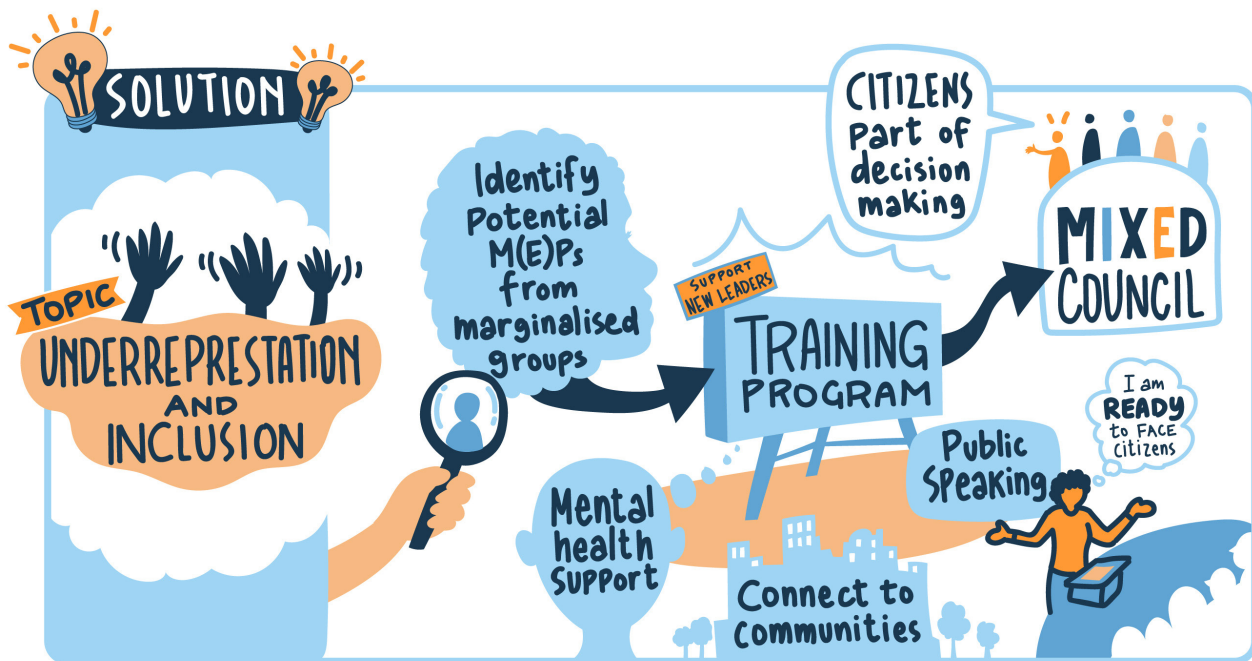 SOLUTION
TOPIC
UNDERREPRESTATION
AND
INCLUSION
Identify
Potential
M(E)Ps
from
marginalised
groups
SUPPORT
NEW LEADERS
TRAINING
PROGRAM
CITIZENS
Part of
decision
making
MIXED
COUNCIL
Mental
health
SUPPORT
Connect to
communities
Public
SPeaking
I am
READY
to FACE
citizens